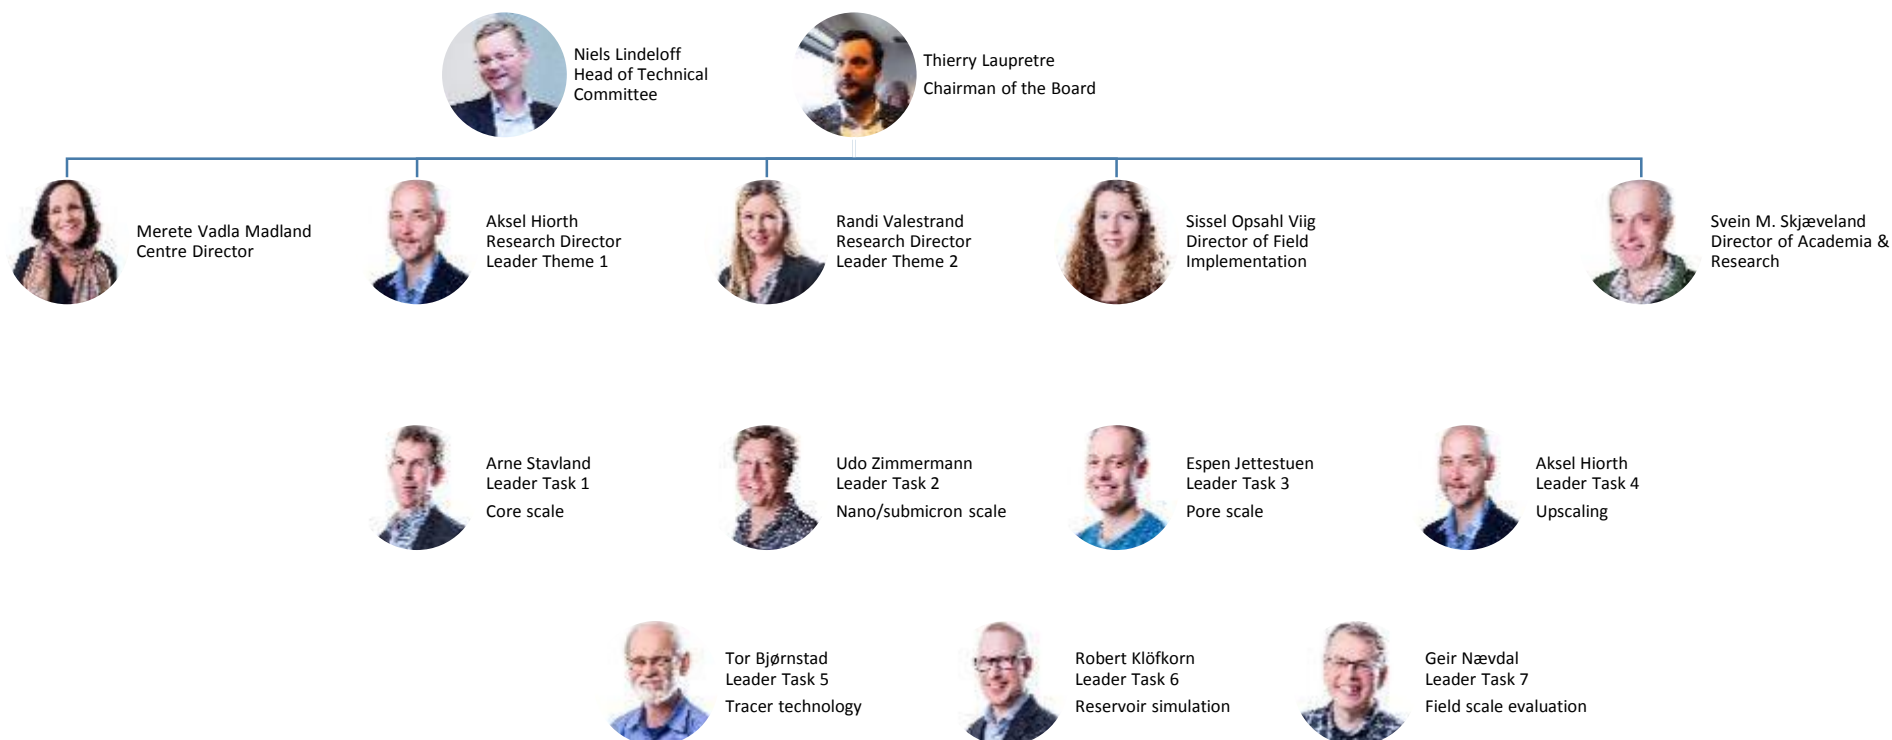 Niels Lindeloff
Head of Technical
Committee
Thierry Laupretre
Chairman of the Board
Merete Vadla Madland
Centre Director
Aksel Hiorth
Research Director
Leader Theme 1
Randi Valestrand
Research Director
Leader Theme 2
Sissel Opsahl Viig
Director of Field
Implementation
Svein M. Skjæveland
Director of Academia &
Research
Arne Stavland
Leader Task 1
Core scale
Udo Zimmermann
Leader Task 2
Nano/submicron scale
Espen Jettestuen
Leader Task 3
Pore scale
Aksel Hiorth
Leader Task 4
Upscaling
Tor Bjørnstad
Leader Task 5
Tracer technology
Robert Klöfkorn
Leader Task 6
Reservoir simulation
Geir Nævdal
Leader Task 7
Field scale evaluation